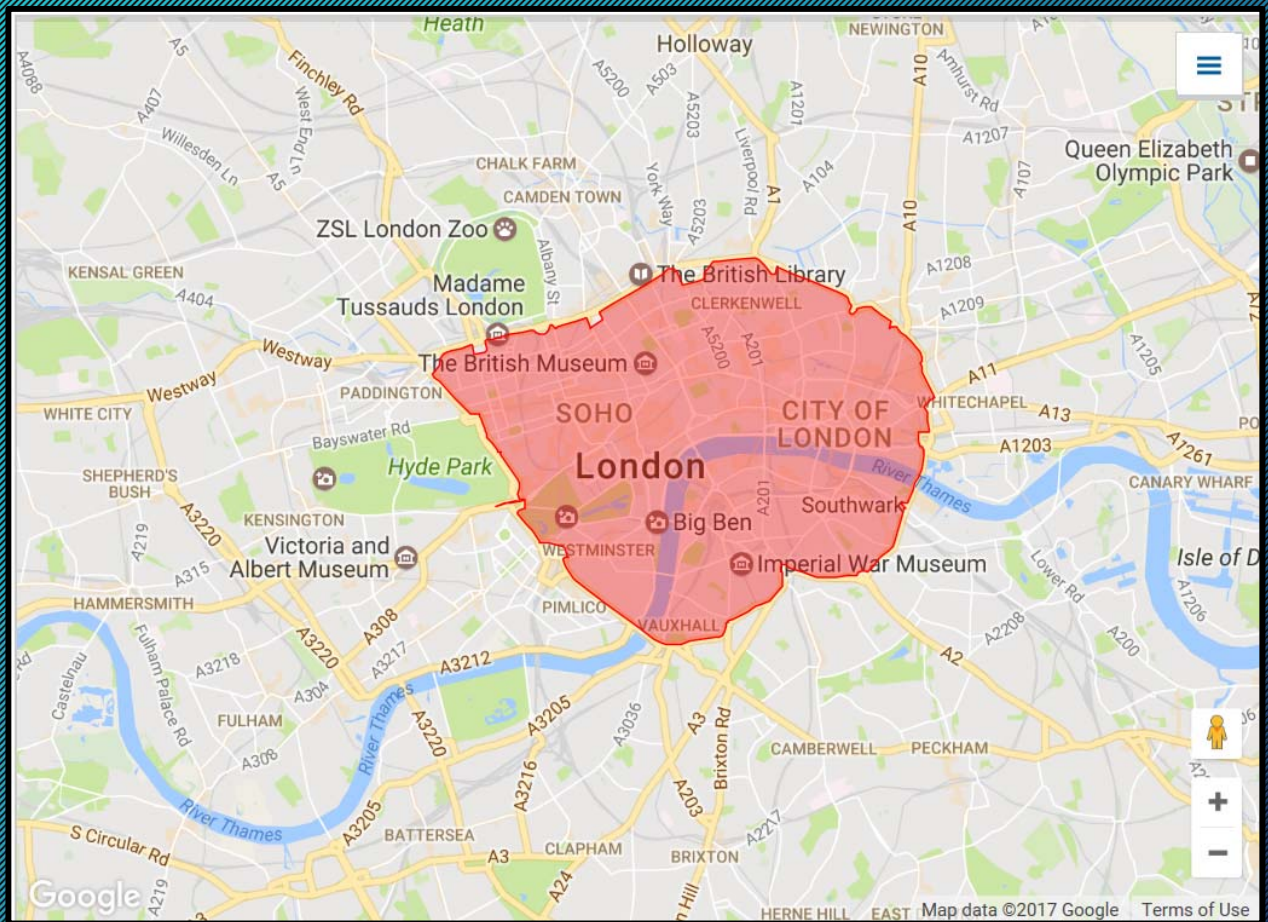 Heath
STOKE
NEWINGTON
Holloway
A10
A4088
A5
A407
Finchley Rd
West End Ln
Willesden Ln
A5
A5200
A503
A5203
A1201
Amhurst Rd
A1207
Liverpool Rd
A104
A107
Queen Elizabeth
Olympic Park
CHALK FARM
CAMDEN TOWN
York Way
A5203
A1
A10
ZSL London Zoo
Albany St
KENSAL GREEN
A404
Madame
Tussauds London
The British Library
CLERKENWELL
A1208
A1209
A12
A1205
Westway
Westway
The British Museum
A5200
A201
A11
PADDINGTON
WHITE CITY
Bayswater Rd
SOHO
CITY OF
LONDON
WHITECHAPEL
A13
A1203
A1261
Hyde Park
London
River Thames
CANARY WHARF
SHEPHERD'S
BUSH
A3220
KENSINGTON
A219
A201
Southwark
Big Ben
Victoria and
Albert Museum
WESTMINSTER
Imperial War Museum
Isle of D
A315
HAMMERSMITH
PIMLICO
VAUXHALL
Lower Rd
A1206
A308
A2208
A200
A3218
A3220
A3217
A3212
A2
Castelnau
Fulham Palace Rd
A304
FULHAM
A308
River Thames
A3220
A3205
A3036
A3
Brixton Rd
CAMBERWELL
PECKHAM
A3216
A203
River Thames
A3205
BATTERSEA
A2217
S Circular Rd
A219
A3
CLAPHAM
BRIXTON
A24
n Hill
HERNE HILL
Google
Map data ©2017 Google
Terms of Use